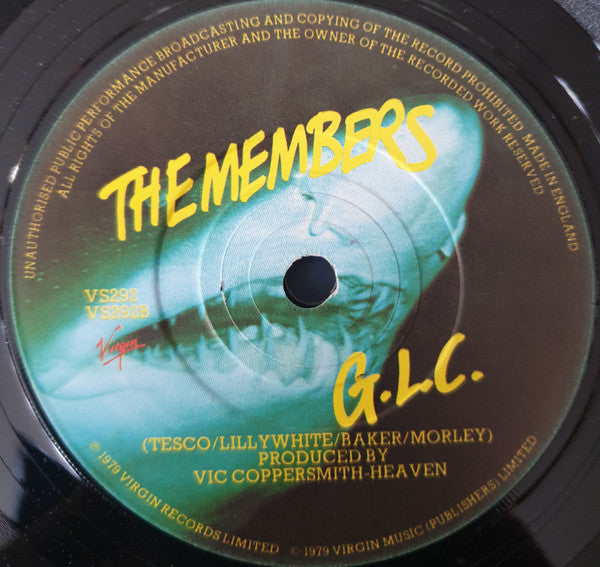 UNAUTHORISED PUBLIC PERFORMANCE BROADCASTING AND COPYING OF THE RECORD PROHIBITED MADE IN ENGLAND
ALL RIGHTS OF THE MANUFACTURER AND THE OWNER OF THE RECORDED WORK RESERVED
THE MEMBERS
VS292
VS292B
Virgin
G.L.C.
(TESCO/LILLYWHITE/BAKER/MORLEY)
PRODUCED BY
VIC COPPERSMITH-HEAVEN
℗ 1979 VIRGIN RECORDS LIMITED © 1979 VIRGIN MUSIC (PUBLISHERS) LIMITED